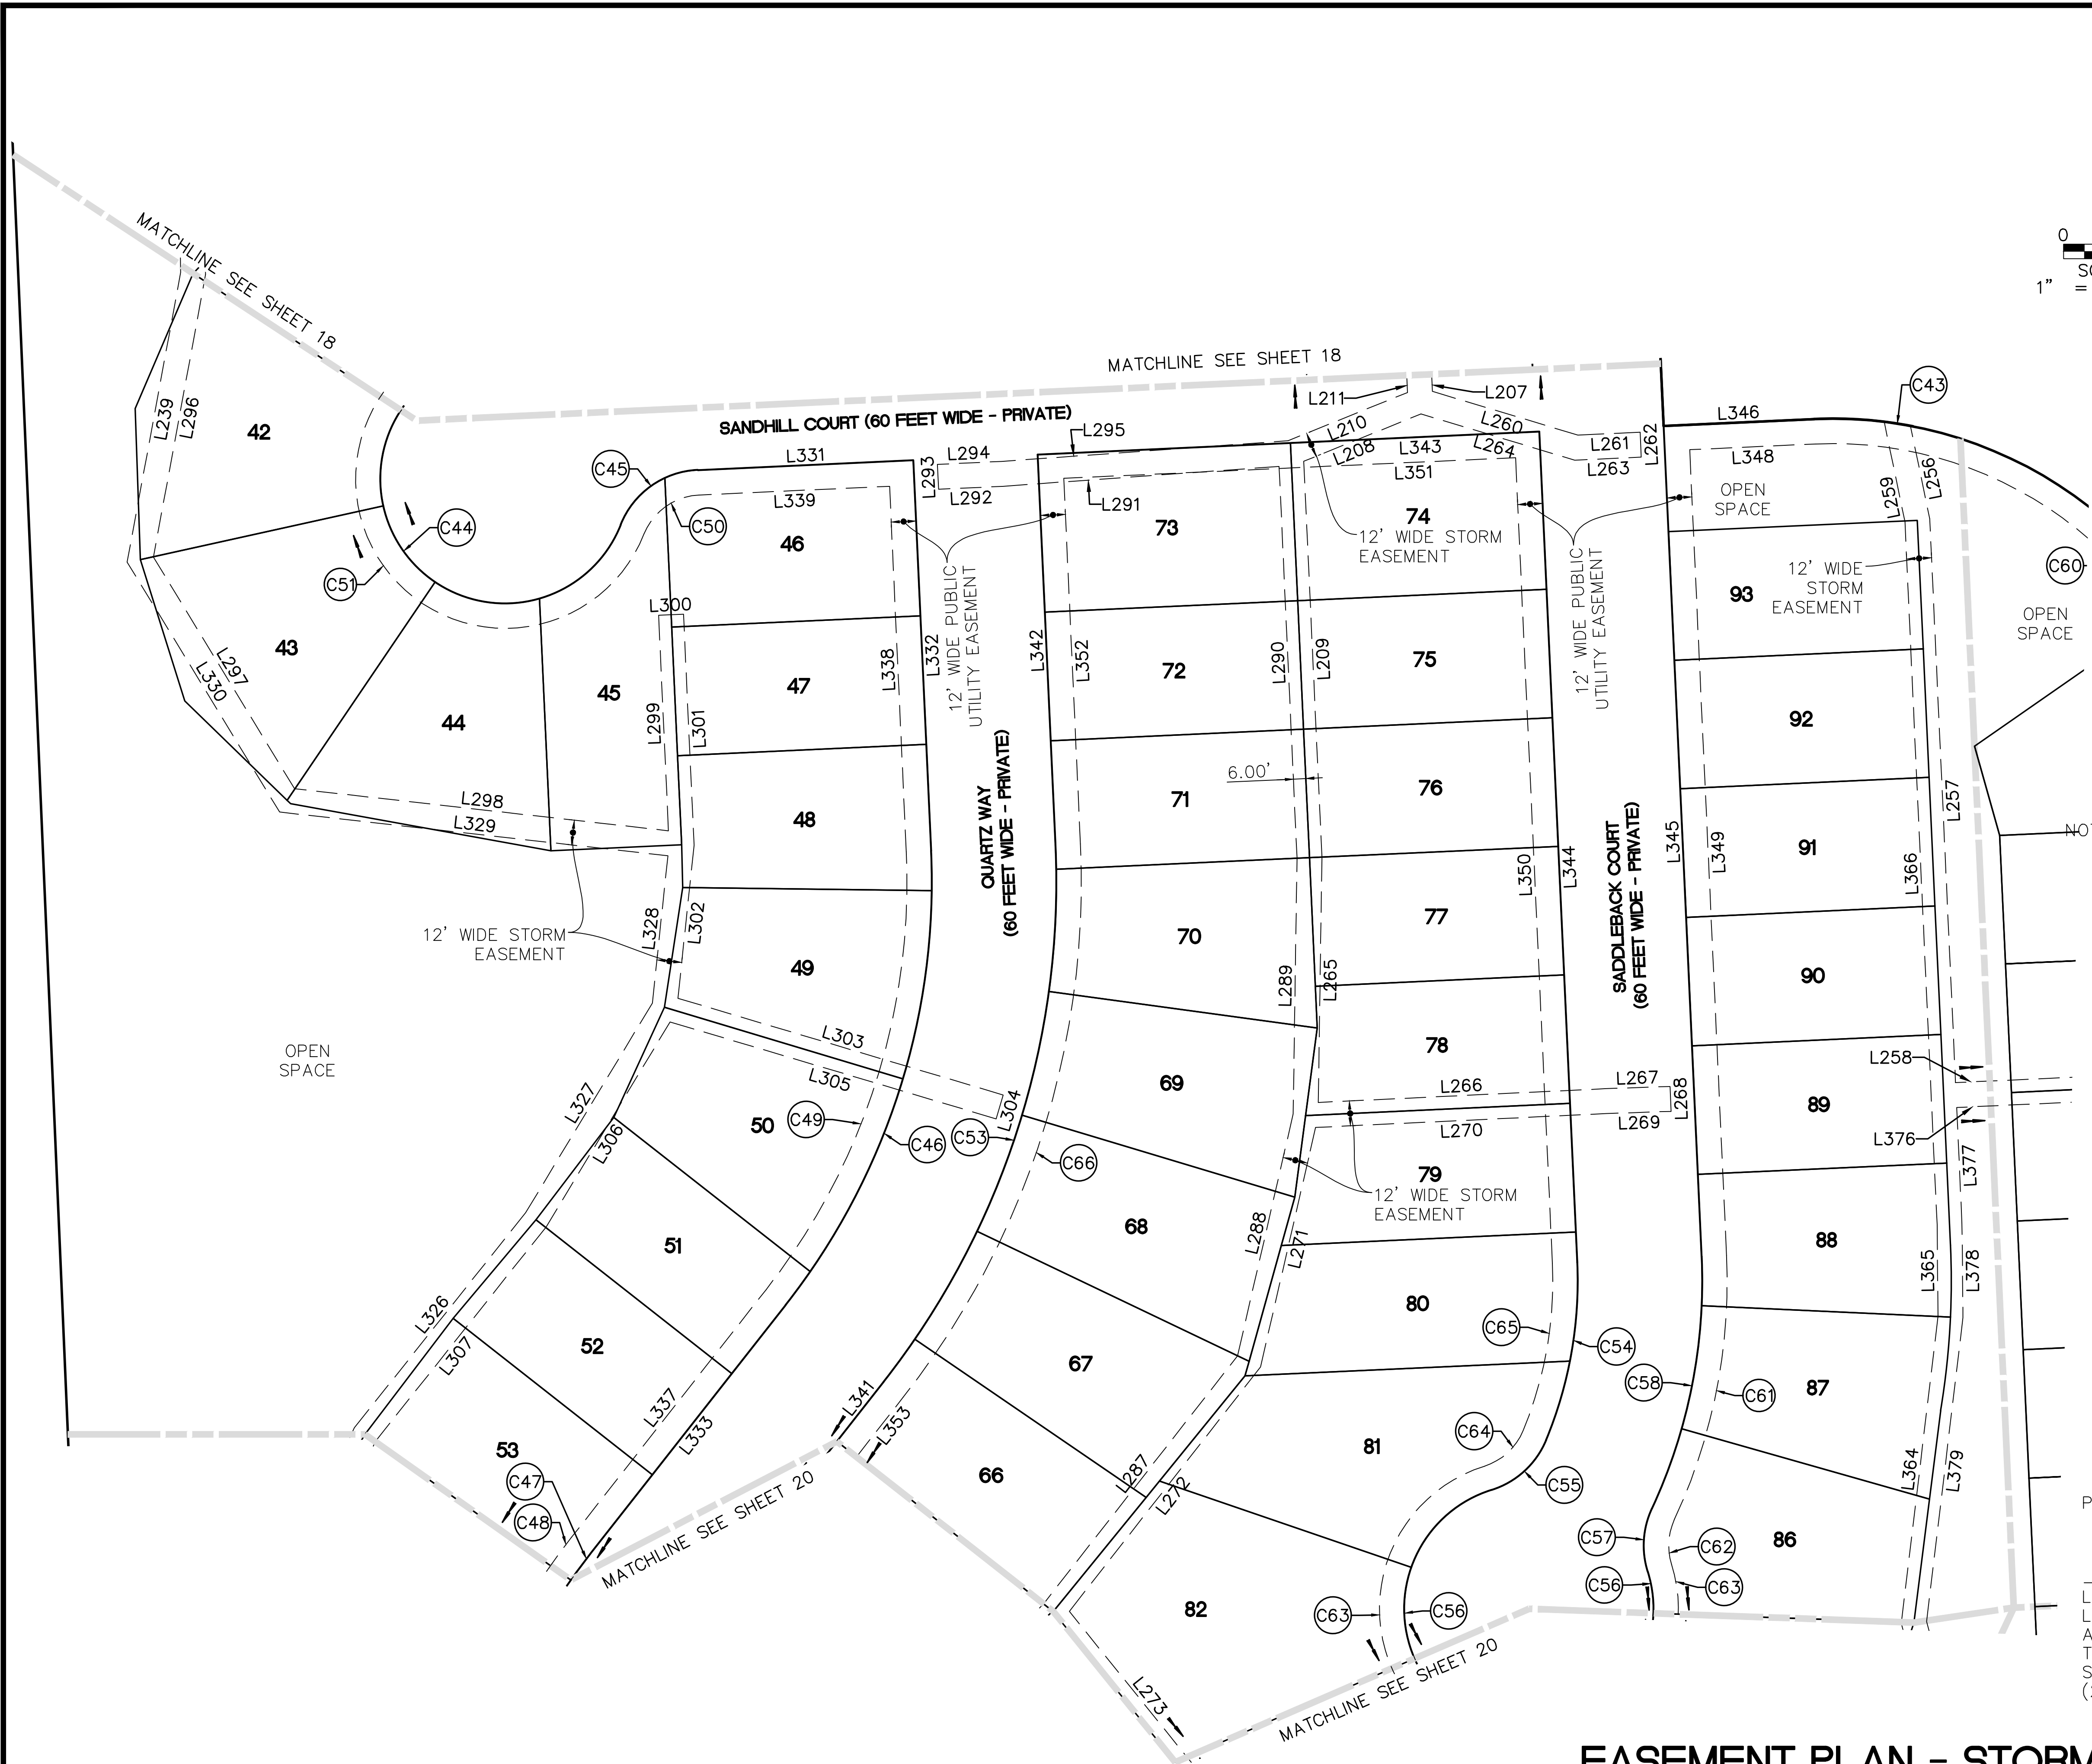 0
1" =
MATCHLINE SEE SHEET 18
MATCHLINE SEE SHEET 18
SANDHILL COURT (60 FEET WIDE - PRIVATE)
L211
L207
C43
L239
L296
42
C45
L331
L293
L294
L295
L210
L208
L343
L260
L264
L261
L262
L346
L351
L263
L348
L259
L256
L339
C50
L292
L291
OPEN
SPACE
C44
C51
46
73
74
12' WIDE STORM
EASEMENT
12' WIDE PUBLIC
UTILITY EASEMENT
12' WIDE PUBLIC
UTILITY EASEMENT
93
12' WIDE
STORM
EASEMENT
C60
OPEN
SPACE
L300
43
L297
L330
45
47
L338
L332
L342
L352
72
L290
L209
75
92
44
L299
L301
QUARTZ WAY
(60 FEET WIDE - PRIVATE)
6.00'
71
76
L257
L298
L329
48
L350
L344
SADDLEBACK COURT
(60 FEET WIDE - PRIVATE)
L345
L349
91
L366
12' WIDE STORM
EASEMENT
L328
L302
49
70
77
L289
L265
90
OPEN
SPACE
L303
L305
L304
78
L266
L267
L268
L258
L327
L306
50
C49
C46
C53
69
C66
L270
L269
89
L376
L377
79
12' WIDE STORM
EASEMENT
51
68
L288
L271
88
L365
L378
L326
L307
52
67
80
C65
C54
C58
C61
87
L337
L333
L341
L353
53
C47
C48
66
L287
L272
81
C64
C55
L364
L379
MATCHLINE SEE SHEET 20
C57
C62
86
C56
C63
82
C63
C56
L273
MATCHLINE SEE SHEET 20
EASEMENT PLAN - STORM